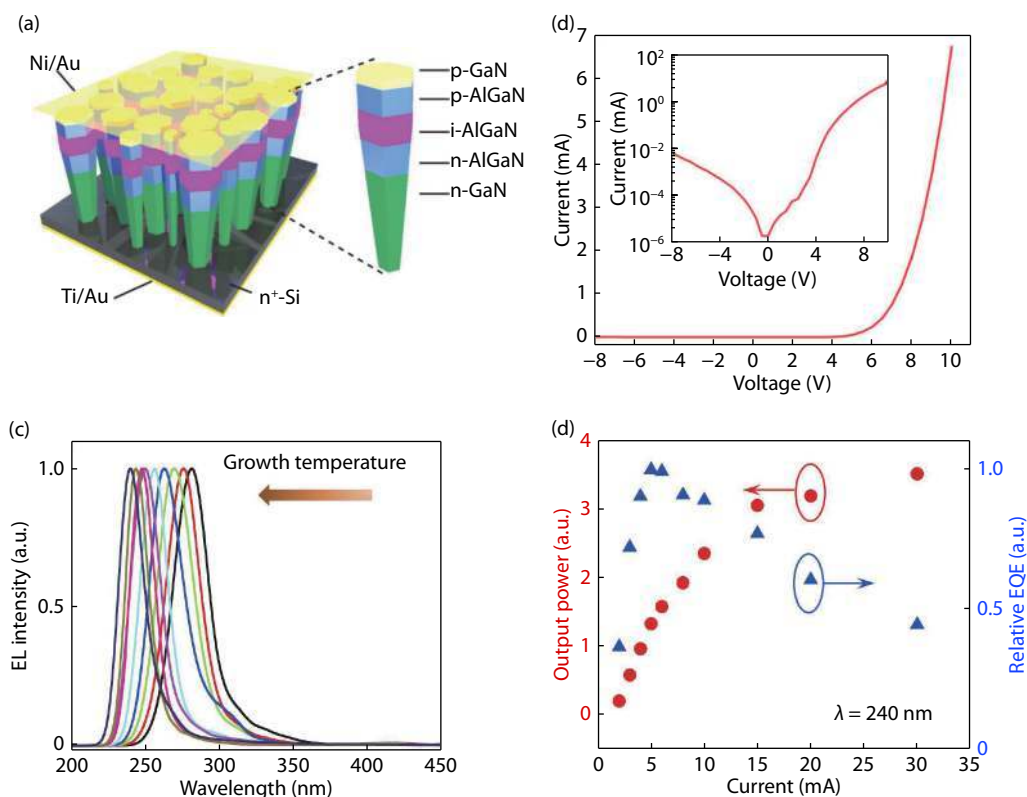 (a)
Ni/Au
p-GaN
p-AlGaN
i-AlGaN
n-AlGaN
n-GaN
Ti/Au
n⁺-Si
(d)
7
6
5
4
3
2
1
0
Current (mA)
−8 −6 −4 −2 0 2 4 6 8 10
Voltage (V)
10²
10⁰
10⁻²
10⁻⁴
10⁻⁶
Current (mA)
−8 −4 0 4 8
Voltage (V)
(c)
Growth temperature
1.0
0.5
0
EL intensity (a.u.)
200 250 300 350 400 450
Wavelength (nm)
(d)
4
3
2
1
0
Output power (a.u.)
1.0
0.5
0
Relative EQE (a.u.)
λ = 240 nm
0 5 10 15 20 25 30 35
Current (mA)